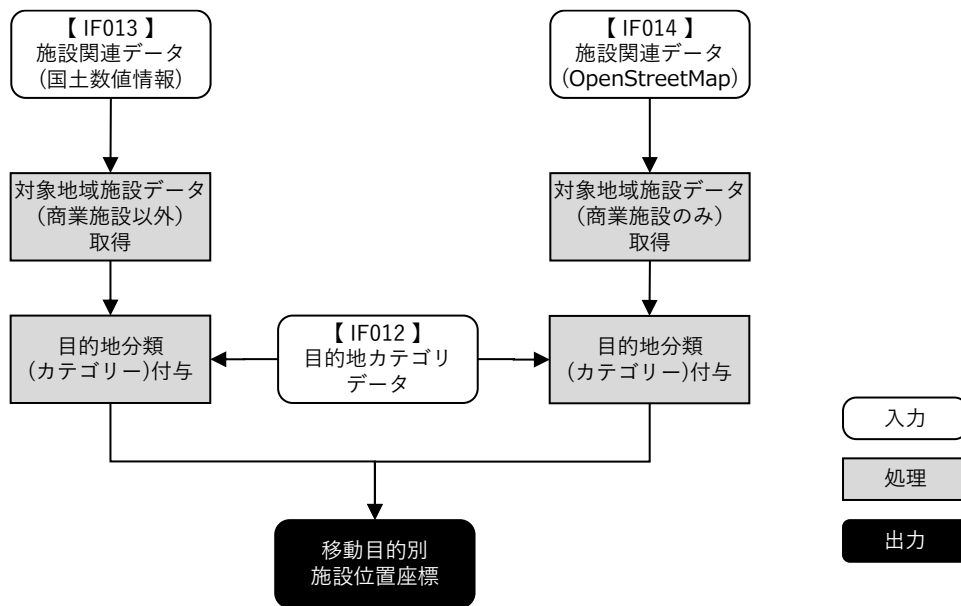 【 IF013 】
施設関連データ
(国土数値情報)
【 IF014 】
施設関連データ
(OpenStreetMap)
対象地域施設データ
(商業施設以外)
取得
対象地域施設データ
(商業施設のみ)
取得
目的地分類
(カテゴリー)付与
【 IF012 】
目的地カテゴリ
データ
目的地分類
(カテゴリー)付与
移動目的別
施設位置座標
入力
処理
出力